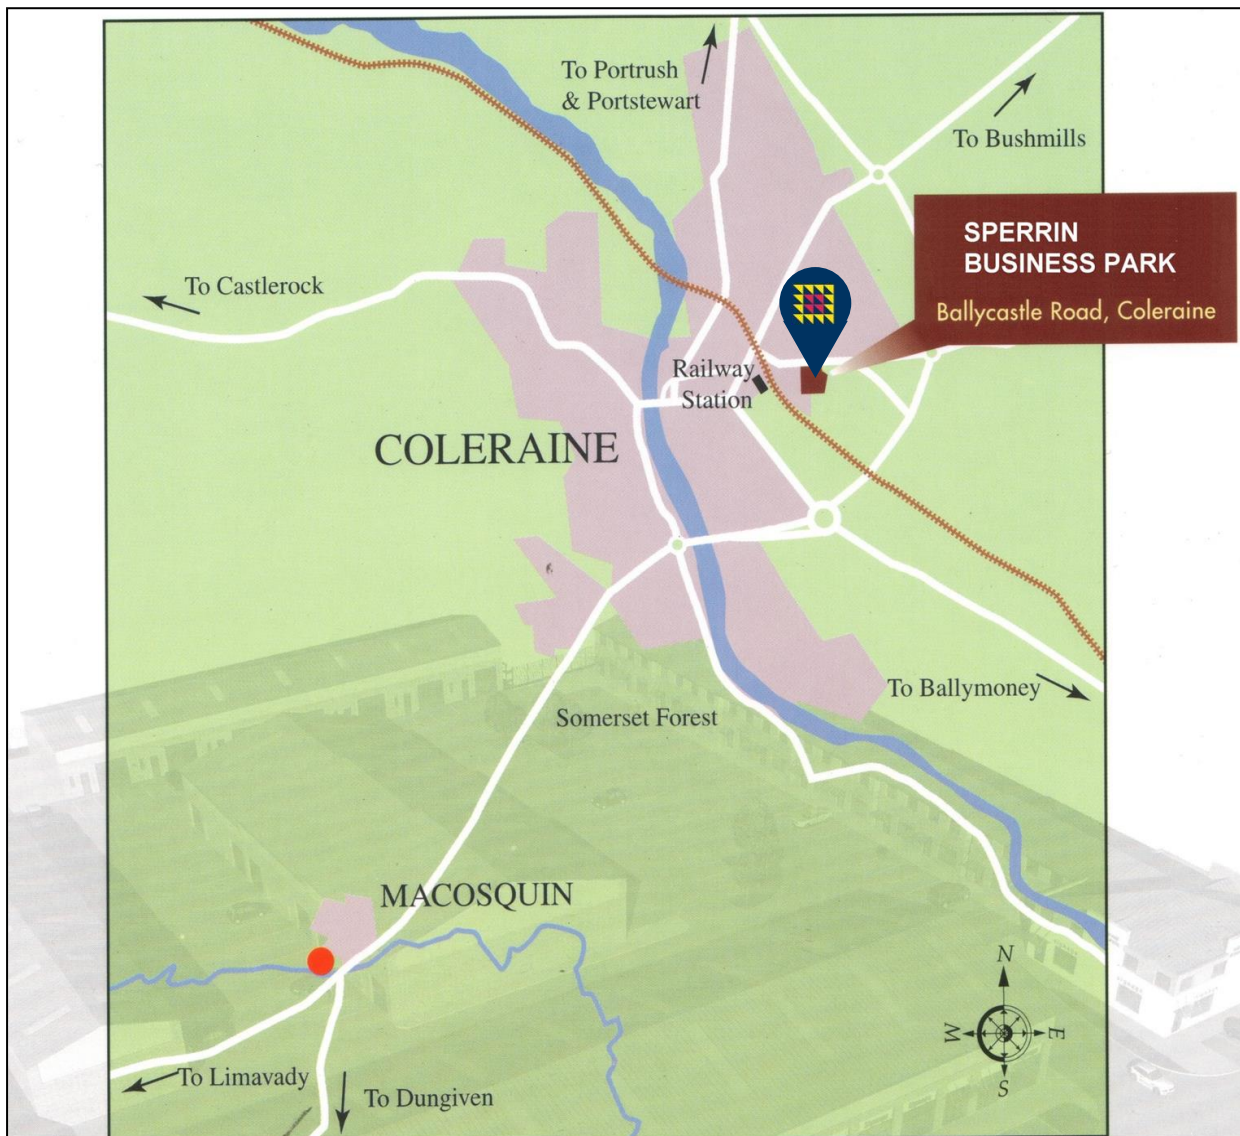 To Portrush
& Portstewart
To Bushmills
SPERRIN
BUSINESS PARK
Ballycastle Road, Coleraine
To Castlerock
Railway
Station
COLERAINE
To Ballymoney
Somerset Forest
MACOSQUIN
N
W
E
S
To Limavady
To Dungiven